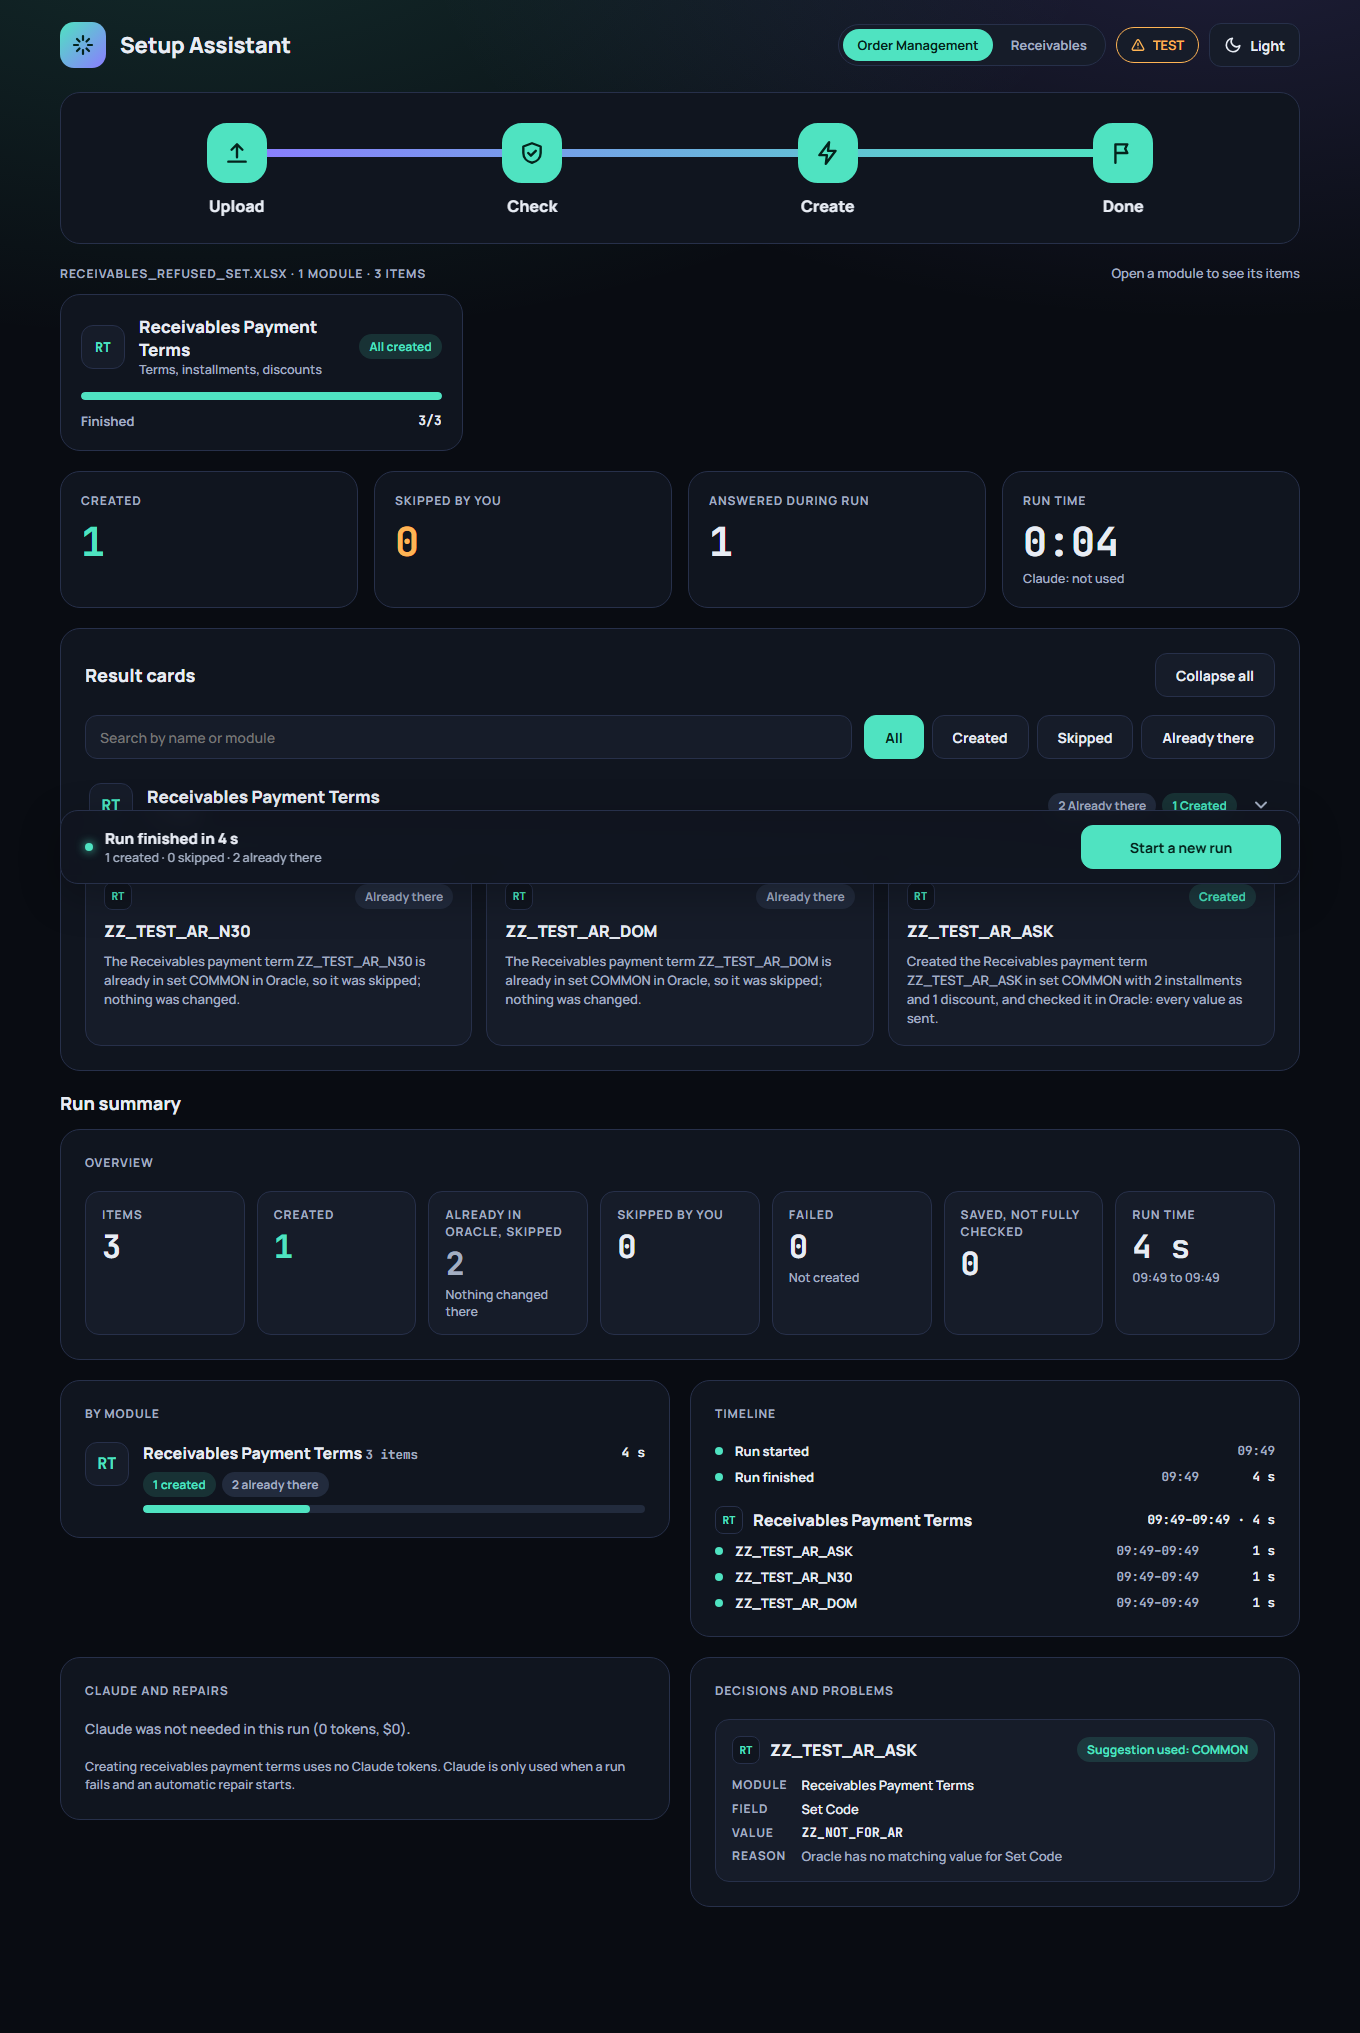 Setup Assistant
Order Management
Receivables
TEST
Light
Upload
Check
Create
Done
RECEIVABLES_REFUSED_SET.XLSX · 1 MODULE · 3 ITEMS
Open a module to see its items
RT
Receivables Payment
Terms
Terms, installments, discounts
All created
Finished
3/3
CREATED
1
SKIPPED BY YOU
0
ANSWERED DURING RUN
1
RUN TIME
0:04
Claude: not used
Result cards
Collapse all
Search by name or module
All
Created
Skipped
Already there
RT
Receivables Payment Terms
2 Already there
1 Created
Run finished in 4 s
1 created · 0 skipped · 2 already there
Start a new run
RT
Already there
ZZ_TEST_AR_N30
The Receivables payment term ZZ_TEST_AR_N30 is
already in set COMMON in Oracle, so it was skipped;
nothing was changed.
RT
Already there
ZZ_TEST_AR_DOM
The Receivables payment term ZZ_TEST_AR_DOM is
already in set COMMON in Oracle, so it was skipped;
nothing was changed.
RT
Created
ZZ_TEST_AR_ASK
Created the Receivables payment term
ZZ_TEST_AR_ASK in set COMMON with 2 installments
and 1 discount, and checked it in Oracle: every value as
sent.
Run summary
OVERVIEW
ITEMS
3
CREATED
1
ALREADY IN
ORACLE, SKIPPED
2
Nothing changed
there
SKIPPED BY YOU
0
FAILED
0
Not created
SAVED, NOT FULLY
CHECKED
0
RUN TIME
4 s
09:49 to 09:49
BY MODULE
RT
Receivables Payment Terms 3 items
4 s
1 created
2 already there
TIMELINE
Run started
09:49
Run finished
09:49
4 s
RT
Receivables Payment Terms
09:49–09:49 · 4 s
ZZ_TEST_AR_ASK
09:49–09:49
1 s
ZZ_TEST_AR_N30
09:49–09:49
1 s
ZZ_TEST_AR_DOM
09:49–09:49
1 s
CLAUDE AND REPAIRS
Claude was not needed in this run (0 tokens, $0).
Creating receivables payment terms uses no Claude tokens. Claude is only used when a run
fails and an automatic repair starts.
DECISIONS AND PROBLEMS
RT
ZZ_TEST_AR_ASK
Suggestion used: COMMON
MODULE
Receivables Payment Terms
FIELD
Set Code
VALUE
ZZ_NOT_FOR_AR
REASON
Oracle has no matching value for Set Code